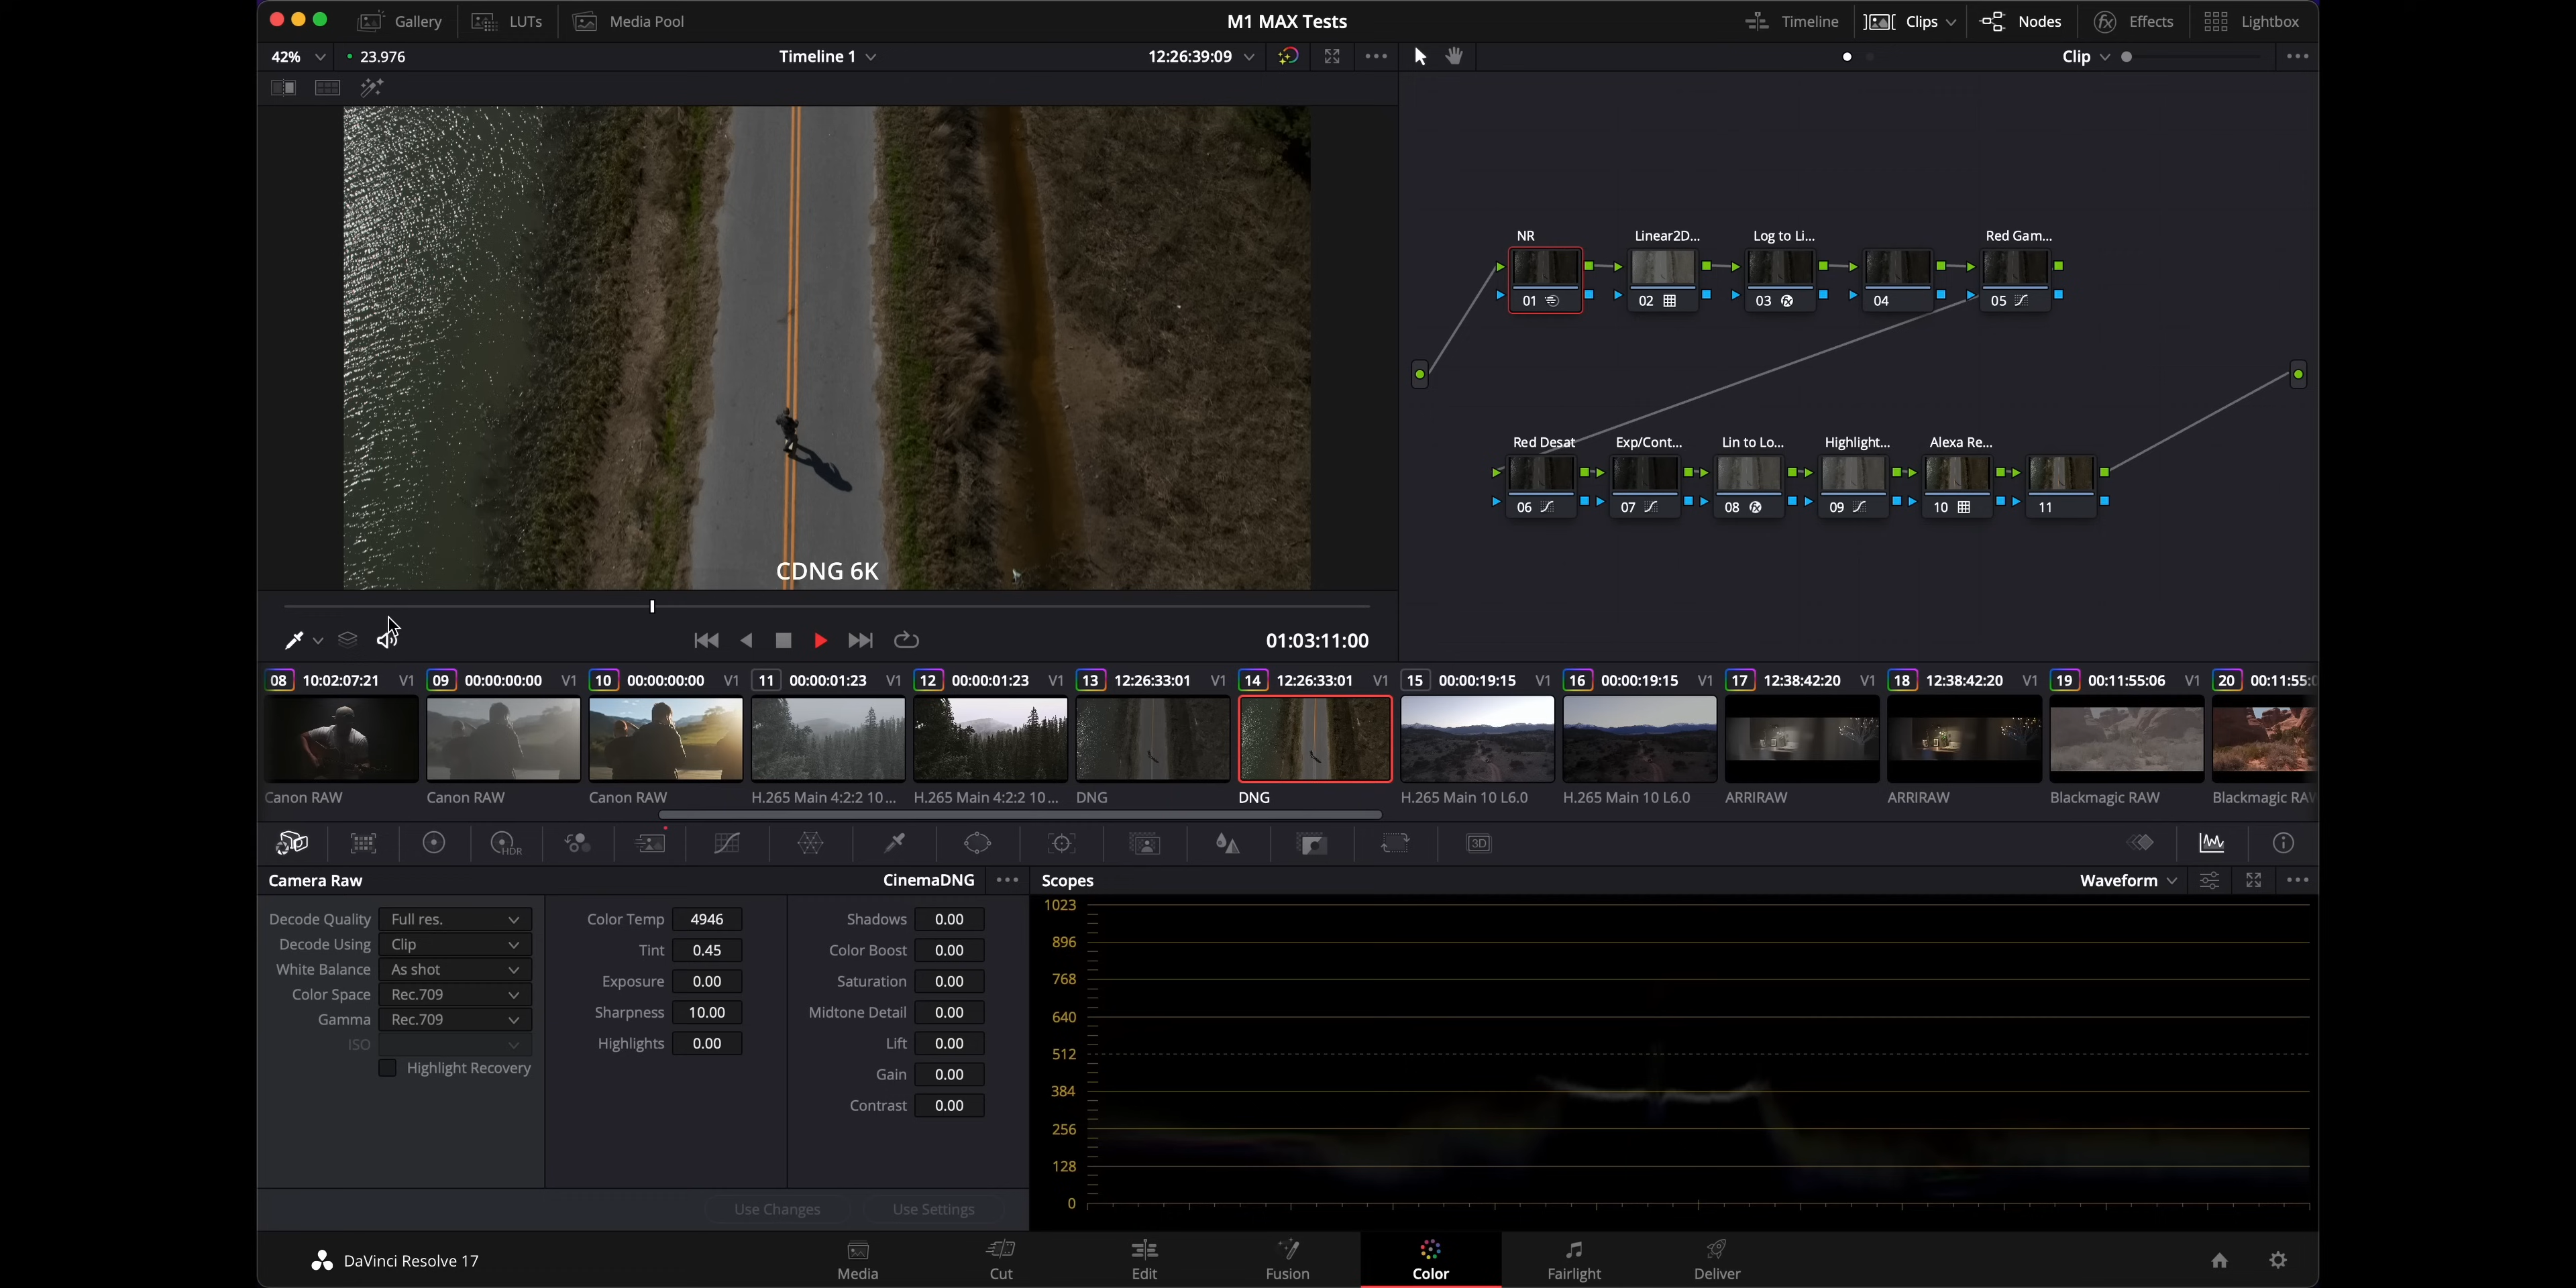 Gallery LUTs Media Pool M1 MAX Tests Timeline Clips Nodes Effects Lightbox
42% 23.976 Timeline 1 12:26:39:09 Clip
CDNG 6K
01:03:11:00
NR Linear2D... Log to Li... Red Gam...
01 02 03 04 05
Red Desat Exp/Cont... Lin to Lo... Highlight... Alexa Re...
06 07 08 09 10 11
08 10:02:07:21 V1 09 00:00:00:00 V1 10 00:00:00:00 V1 11 00:00:01:23 V1 12 00:00:01:23 V1 13 12:26:33:01 V1 14 12:26:33:01 V1 15 00:00:19:15 V1 16 00:00:19:15 V1 17 12:38:42:20 V1 18 12:38:42:20 V1 19 00:11:55:06 V1 20
Canon RAW Canon RAW Canon RAW H.265 Main 4:2:2 10... H.265 Main 4:2:2 10... DNG DNG H.265 Main 10 L6.0 H.265 Main 10 L6.0 ARRIRAW ARRIRAW Blackmagic RAW Blackmagic
HDR 3D
Camera Raw CinemaDNG
Decode Quality Full res.
Decode Using Clip
White Balance As shot
Color Space Rec.709
Gamma Rec.709
ISO
Highlight Recovery
Color Temp 4946
Tint 0.45
Exposure 0.00
Sharpness 10.00
Highlights 0.00
Shadows 0.00
Color Boost 0.00
Saturation 0.00
Midtone Detail 0.00
Lift 0.00
Gain 0.00
Contrast 0.00
Use Changes Use Settings
Scopes Waveform
1023
896
768
640
512
384
256
128
0
DaVinci Resolve 17 Media Cut Edit Fusion Color Fairlight Deliver